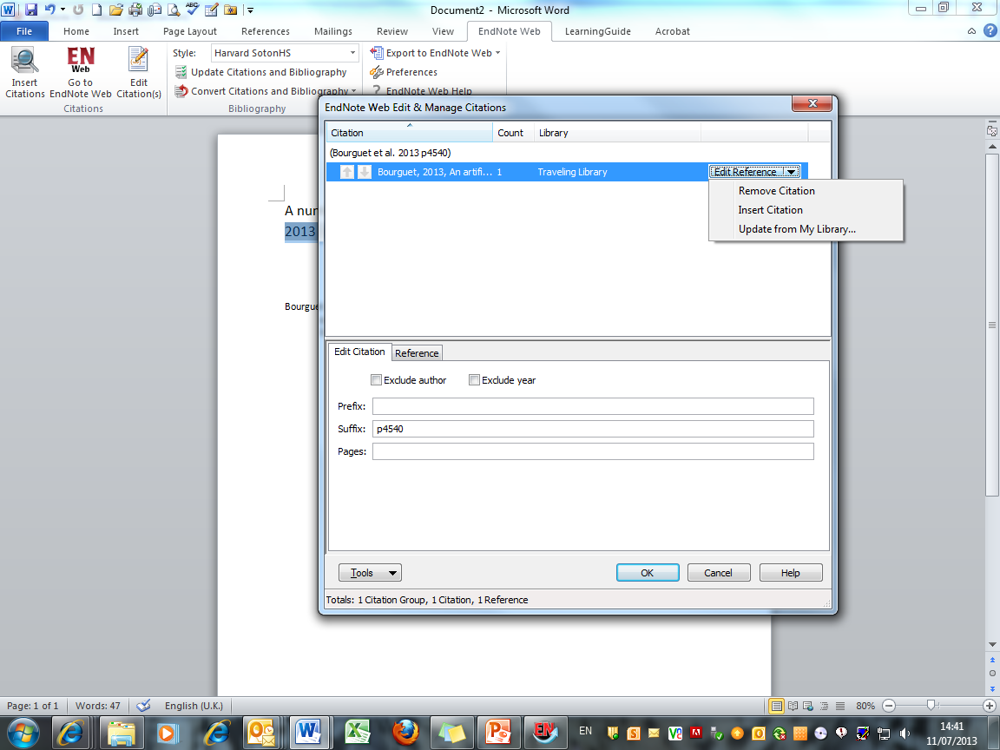 Document2 - Microsoft Word
File Home Insert Page Layout References Mailings Review View EndNote Web LearningGuide Acrobat
Insert Citations
EN Web
Go to EndNote Web
Edit Citation(s)
Citations
Style: Harvard SotonHS
Update Citations and Bibliography
Convert Citations and Bibliography
Bibliography
Export to EndNote Web
Preferences
EndNote Web Help
EndNote Web Edit & Manage Citations
Citation Count Library
(Bourguet et al. 2013 p4540)
Bourguet, 2013, An artifi... 1 Traveling Library Edit Reference
Remove Citation
Insert Citation
Update from My Library...
A nur
2013
Bourgue
Edit Citation Reference
Exclude author Exclude year
Prefix:
Suffix: p4540
Pages:
Tools OK Cancel Help
Totals: 1 Citation Group, 1 Citation, 1 Reference
Page: 1 of 1 Words: 47 English (U.K.) 80%
EN 14:41
11/07/2013